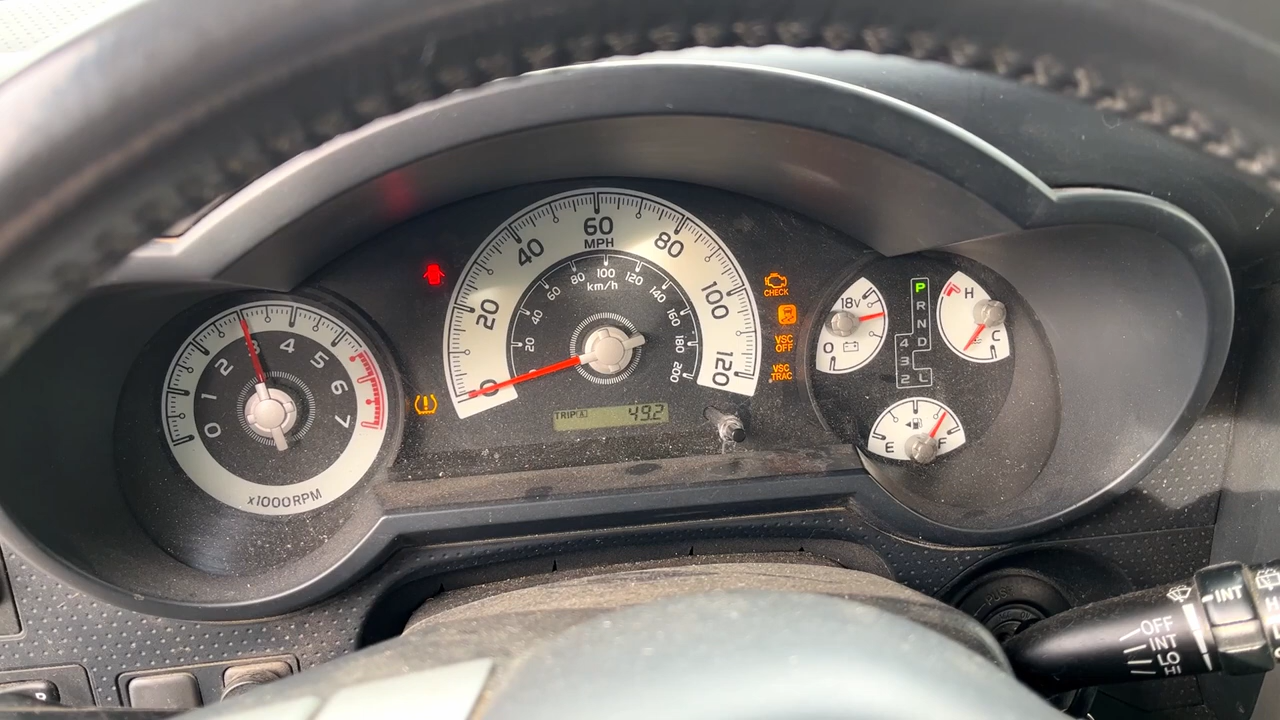 0
1
2
3
4
5
6
7
x1000RPM
0
20
40
60
80
100
120
MPH
20
40
60
80
100
120
140
160
180
200
km/h
TRIP A
49.2
CHECK
VSC
OFF
VSC
TRAC
18V
0
P
R
N
D
4
3
2
L
H
C
E
F
INT
OFF
INT
LO
HI